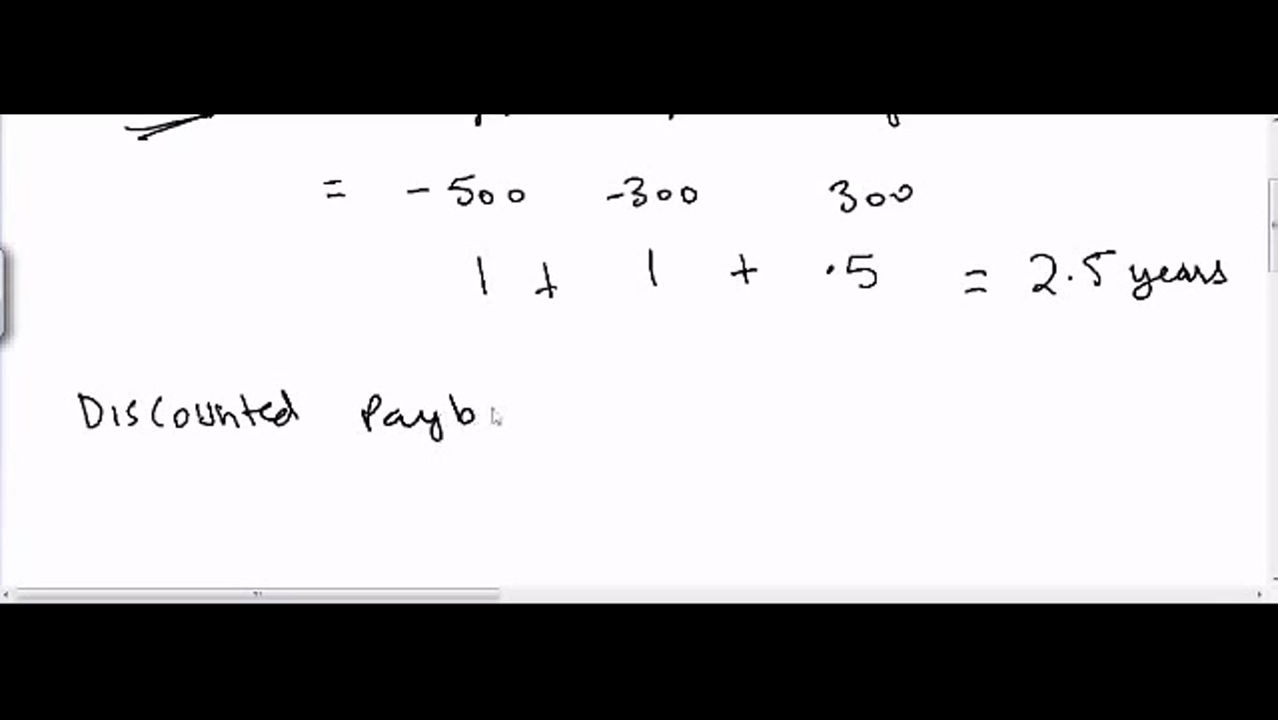 = -500 -300 300
1 + 1 + .5 = 2.5 years
Discounted Payb